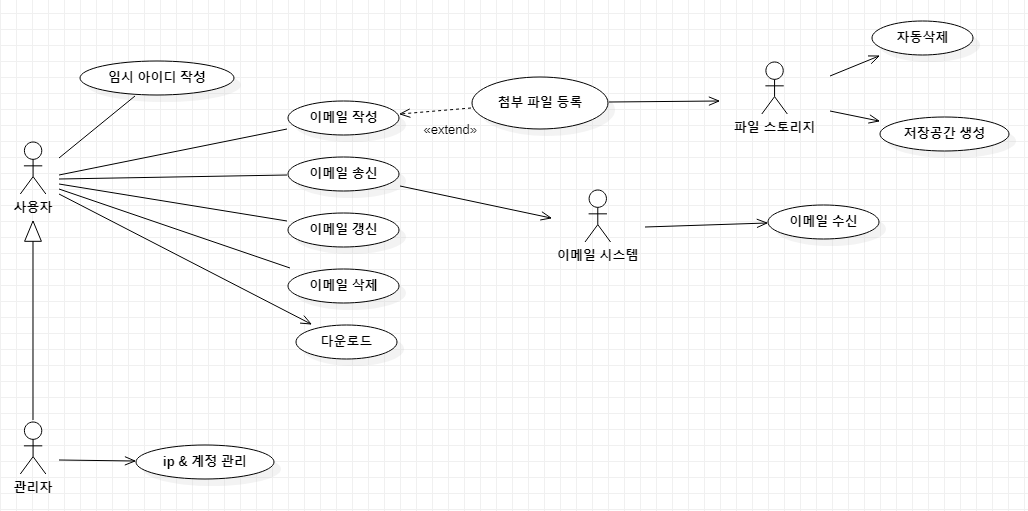 자동삭제
임시 아이디 작성
이메일 작성
첨부 파일 등록
«extend»
파일 스토리지
저장공간 생성
이메일 송신
사용자
이메일 갱신
이메일 수신
이메일 시스템
이메일 삭제
다운로드
ip & 계정 관리
관리자